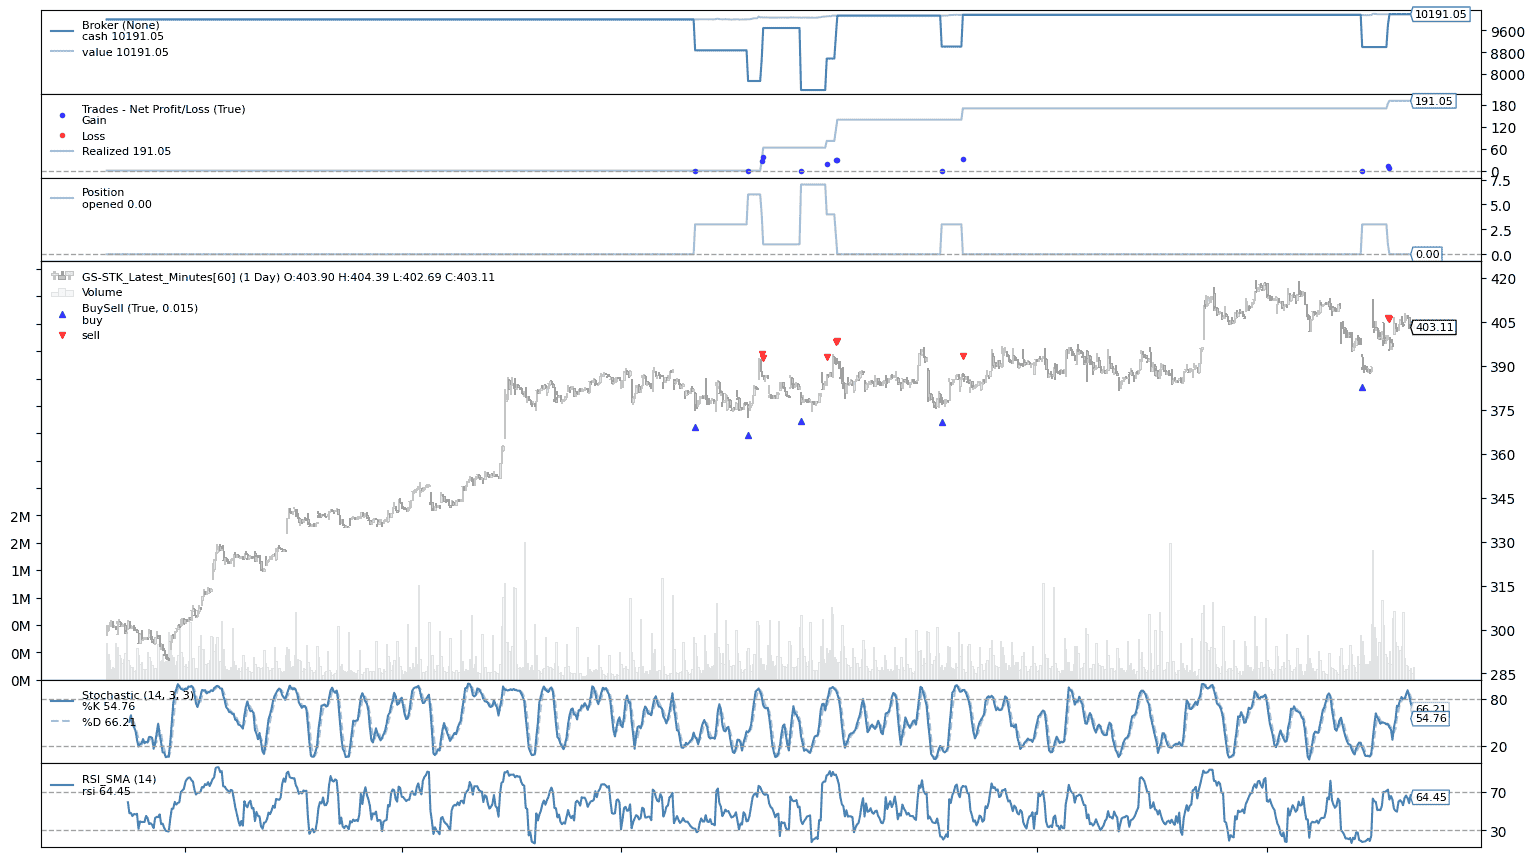 Broker (None)
cash 10191.05
value 10191.05
10191.05
9600
8800
8000
Trades - Net Profit/Loss (True)
Gain
Loss
Realized 191.05
191.05
180
120
60
0
Position
opened 0.00
7.5
5.0
2.5
0.0
0.00
GS-STK_Latest_Minutes[60] (1 Day) O:403.90 H:404.39 L:402.69 C:403.11
Volume
BuySell (True, 0.015)
buy
sell
420
405
403.11
390
375
360
345
330
315
300
285
2M
2M
1M
1M
0M
0M
0M
Stochastic (14, 3, 3)
%K 54.76
%D 66.21
80
66.21
54.76
20
RSI_SMA (14)
rsi 64.45
70
64.45
30